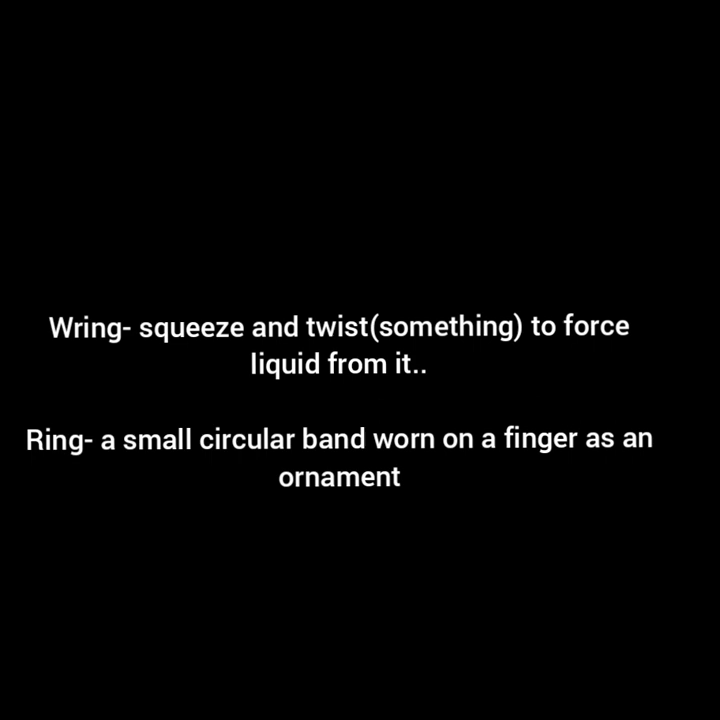 Wring- squeeze and twist(something) to force
liquid from it..
Ring- a small circular band worn on a finger as an
ornament